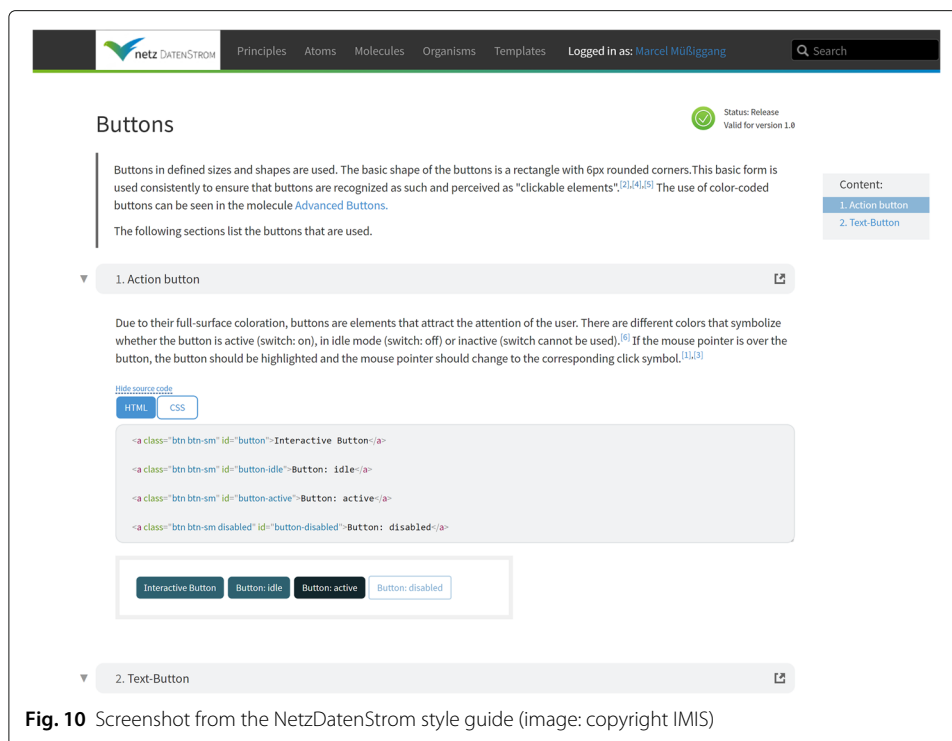 netz DATENSTROM Principles Atoms Molecules Organisms Templates Logged in as: Marcel Müßiggang Search
Buttons
Status: Release
Valid for version 1.0
Buttons in defined sizes and shapes are used. The basic shape of the buttons is a rectangle with 6px rounded corners.This basic form is
used consistently to ensure that buttons are recognized as such and perceived as "clickable elements".[2],[4],[5] The use of color-coded
buttons can be seen in the molecule Advanced Buttons.
The following sections list the buttons that are used.
Content:
1. Action button
2. Text-Button
1. Action button
Due to their full-surface coloration, buttons are elements that attract the attention of the user. There are different colors that symbolize
whether the button is active (switch: on), in idle mode (switch: off) or inactive (switch cannot be used).[6] If the mouse pointer is over the
button, the button should be highlighted and the mouse pointer should change to the corresponding click symbol.[1],[3]
Hide source code
HTML CSS
<a class="btn btn-sm" id="button">Interactive Button</a>
<a class="btn btn-sm" id="button-idle">Button: idle</a>
<a class="btn btn-sm" id="button-active">Button: active</a>
<a class="btn btn-sm disabled" id="button-disabled">Button: disabled</a>
Interactive Button Button: idle Button: active Button: disabled
2. Text-Button
Fig. 10 Screenshot from the NetzDatenStrom style guide (image: copyright IMIS)